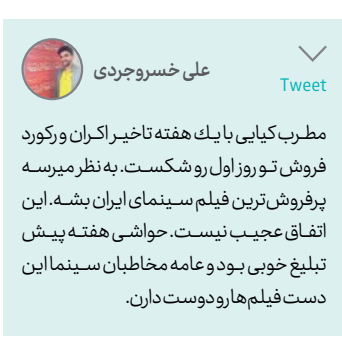 علی خسروجردی
Tweet
مطرب کیایی با یک هفته تاخیر اکران و رکورد
فروش تو روز اول رو شکست. به نظر میرسه
پرفروش‌ترین فیلم سینمای ایران بشه. این
اتفاق عجیب نیست. حواشی هفته پیش
تبلیغ خوبی بود و عامه مخاطبان سینما این
دست فیلم‌ها رو دوست دارن.